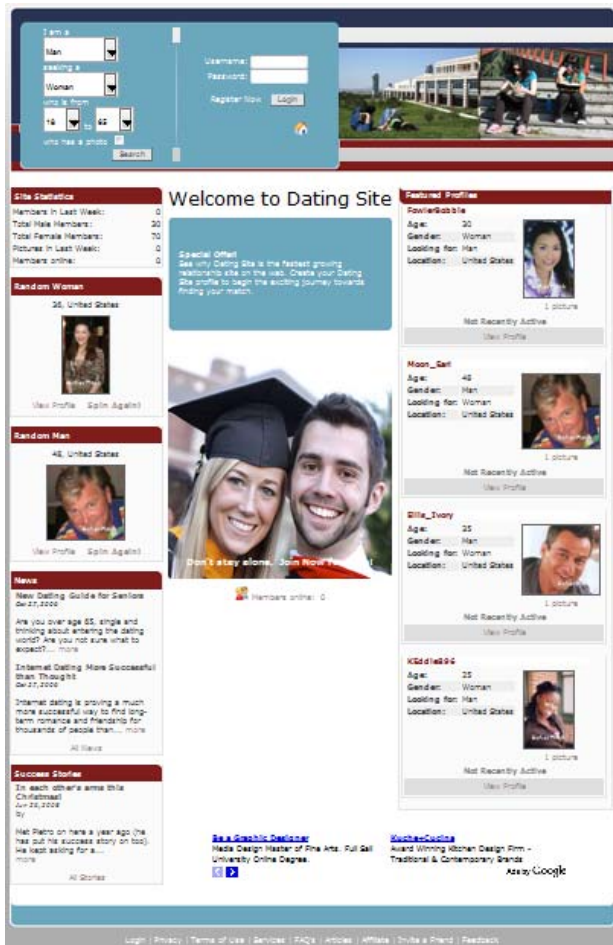 I am a
Man
seeking a
Woman
who is from
18 to 65
who has a photo
Search
Username:
Password:
Register Now Login
Site Statistics
Members in Last Week: 0
Total Male Members: 30
Total Female Members: 70
Pictures in Last Week: 0
Members online: 0
Random Woman
36, United States
View Profile Spin Again!
Random Man
48, United States
View Profile Spin Again!
News
New Dating Guide for Seniors
Are you over age 65, single and
thinking about entering the dating
world? Are you not sure what to
expect?... more
Internet Dating More Successful
than Thought
Internet dating is proving a much
more successful way to find long-
term romance and friendship for
thousands of people than... more
All News
Success Stories
In each other's arms this
Christmas!
by
Met Pietro on here a year ago (he
has put his success story on too).
He kept asking for a...
more
All Stories
Welcome to Dating Site
Special Offer!
See why Dating Site is the fastest growing
relationship site on the web. Create your Dating
Site profile to begin the exciting journey towards
finding your match.
Don't stay alone, Join Now
Members online: 0
Featured Profiles
FowlerBobbie
Age: 30
Gender: Woman
Looking for: Man
Location: United States
1 picture
Not Recently Active
View Profile
Moon_Earl
Age: 48
Gender: Man
Looking for: Woman
Location: United States
1 picture
Not Recently Active
View Profile
Ellis_Ivory
Age: 35
Gender: Man
Looking for: Woman
Location: United States
1 picture
Not Recently Active
View Profile
KEddie896
Age: 25
Gender: Woman
Looking for: Man
Location: United States
1 picture
Not Recently Active
View Profile
Be a Graphic Designer
Media Design Master of Fine Arts. Full Sail
University Online Degree.
Kuche+Cucina
Award Winning Kitchen Design Firm -
Traditional & Contemporary Brands
Ads by Google
Login | Privacy | Terms of Use | Services | FAQ's | Articles | Affiliate | Invite a Friend | Feedback